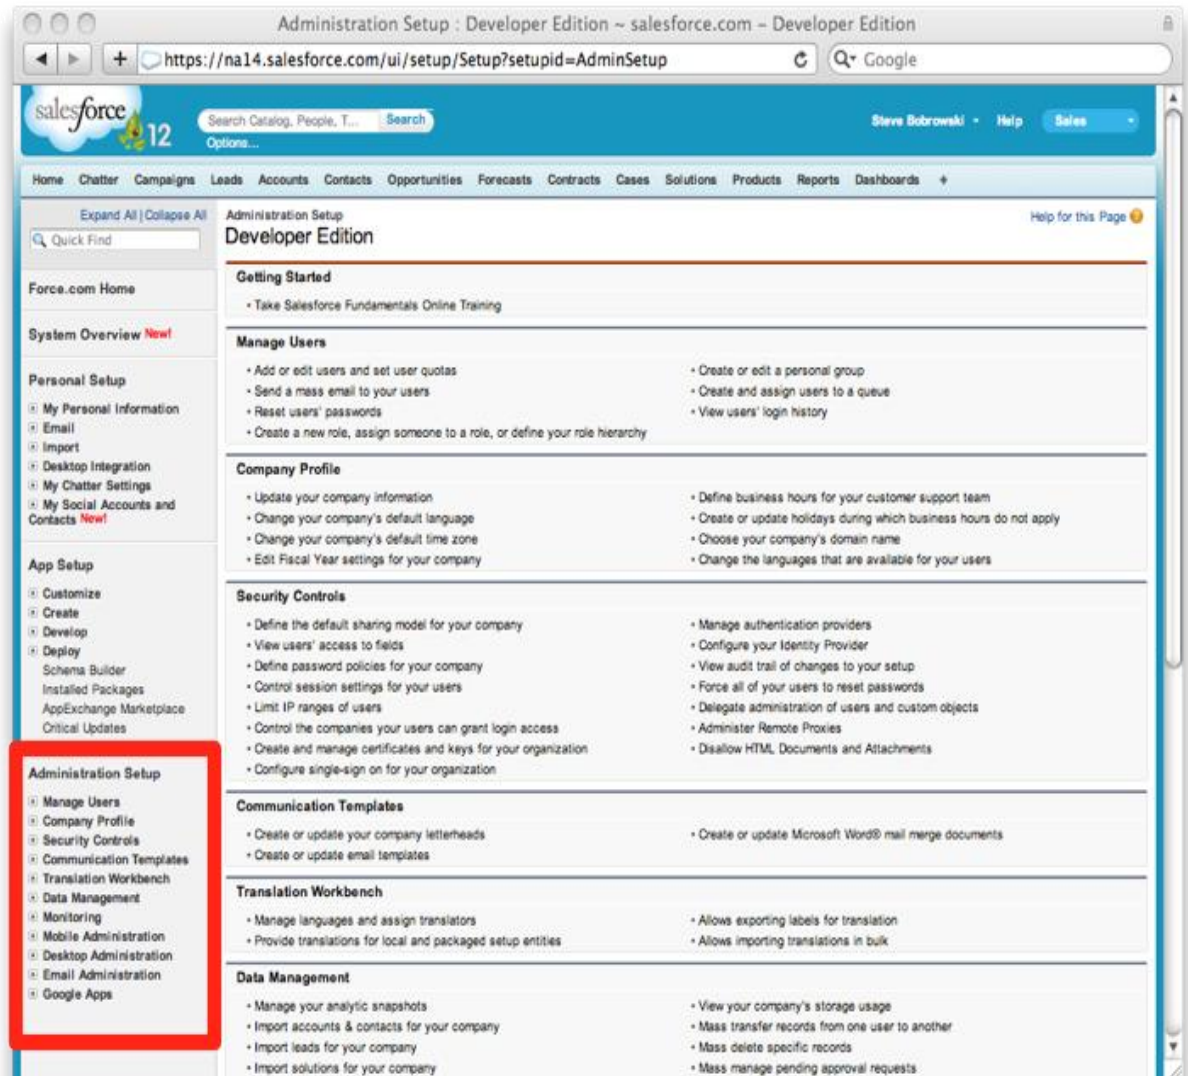 Administration Setup : Developer Edition ~ salesforce.com – Developer Edition
https://na14.salesforce.com/ui/setup/Setup?setupid=AdminSetup
Google
salesforce
12
Search Catalog, People, T... Search
Options...
Steve Bobrowski Help Sales
Home Chatter Campaigns Leads Accounts Contacts Opportunities Forecasts Contracts Cases Solutions Products Reports Dashboards +
Expand All | Collapse All
Quick Find
Force.com Home
System Overview New!
Personal Setup
My Personal Information
Email
Import
Desktop Integration
My Chatter Settings
My Social Accounts and
Contacts New!
App Setup
Customize
Create
Develop
Deploy
Schema Builder
Installed Packages
AppExchange Marketplace
Critical Updates
Administration Setup
Manage Users
Company Profile
Security Controls
Communication Templates
Translation Workbench
Data Management
Monitoring
Mobile Administration
Desktop Administration
Email Administration
Google Apps
Administration Setup
Developer Edition
Help for this Page
Getting Started
• Take Salesforce Fundamentals Online Training
Manage Users
• Add or edit users and set user quotas
• Send a mass email to your users
• Reset users' passwords
• Create a new role, assign someone to a role, or define your role hierarchy
• Create or edit a personal group
• Create and assign users to a queue
• View users' login history
Company Profile
• Update your company information
• Change your company's default language
• Change your company's default time zone
• Edit Fiscal Year settings for your company
• Define business hours for your customer support team
• Create or update holidays during which business hours do not apply
• Choose your company's domain name
• Change the languages that are available for your users
Security Controls
• Define the default sharing model for your company
• View users' access to fields
• Define password policies for your company
• Control session settings for your users
• Limit IP ranges of users
• Control the companies your users can grant login access
• Create and manage certificates and keys for your organization
• Configure single-sign on for your organization
• Manage authentication providers
• Configure your Identity Provider
• View audit trail of changes to your setup
• Force all of your users to reset passwords
• Delegate administration of users and custom objects
• Administer Remote Proxies
• Disallow HTML Documents and Attachments
Communication Templates
• Create or update your company letterheads
• Create or update email templates
• Create or update Microsoft Word® mail merge documents
Translation Workbench
• Manage languages and assign translators
• Provide translations for local and packaged setup entities
• Allows exporting labels for translation
• Allows importing translations in bulk
Data Management
• Manage your analytic snapshots
• Import accounts & contacts for your company
• Import leads for your company
• Import solutions for your company
• View your company's storage usage
• Mass transfer records from one user to another
• Mass delete specific records
• Mass manage pending approval requests